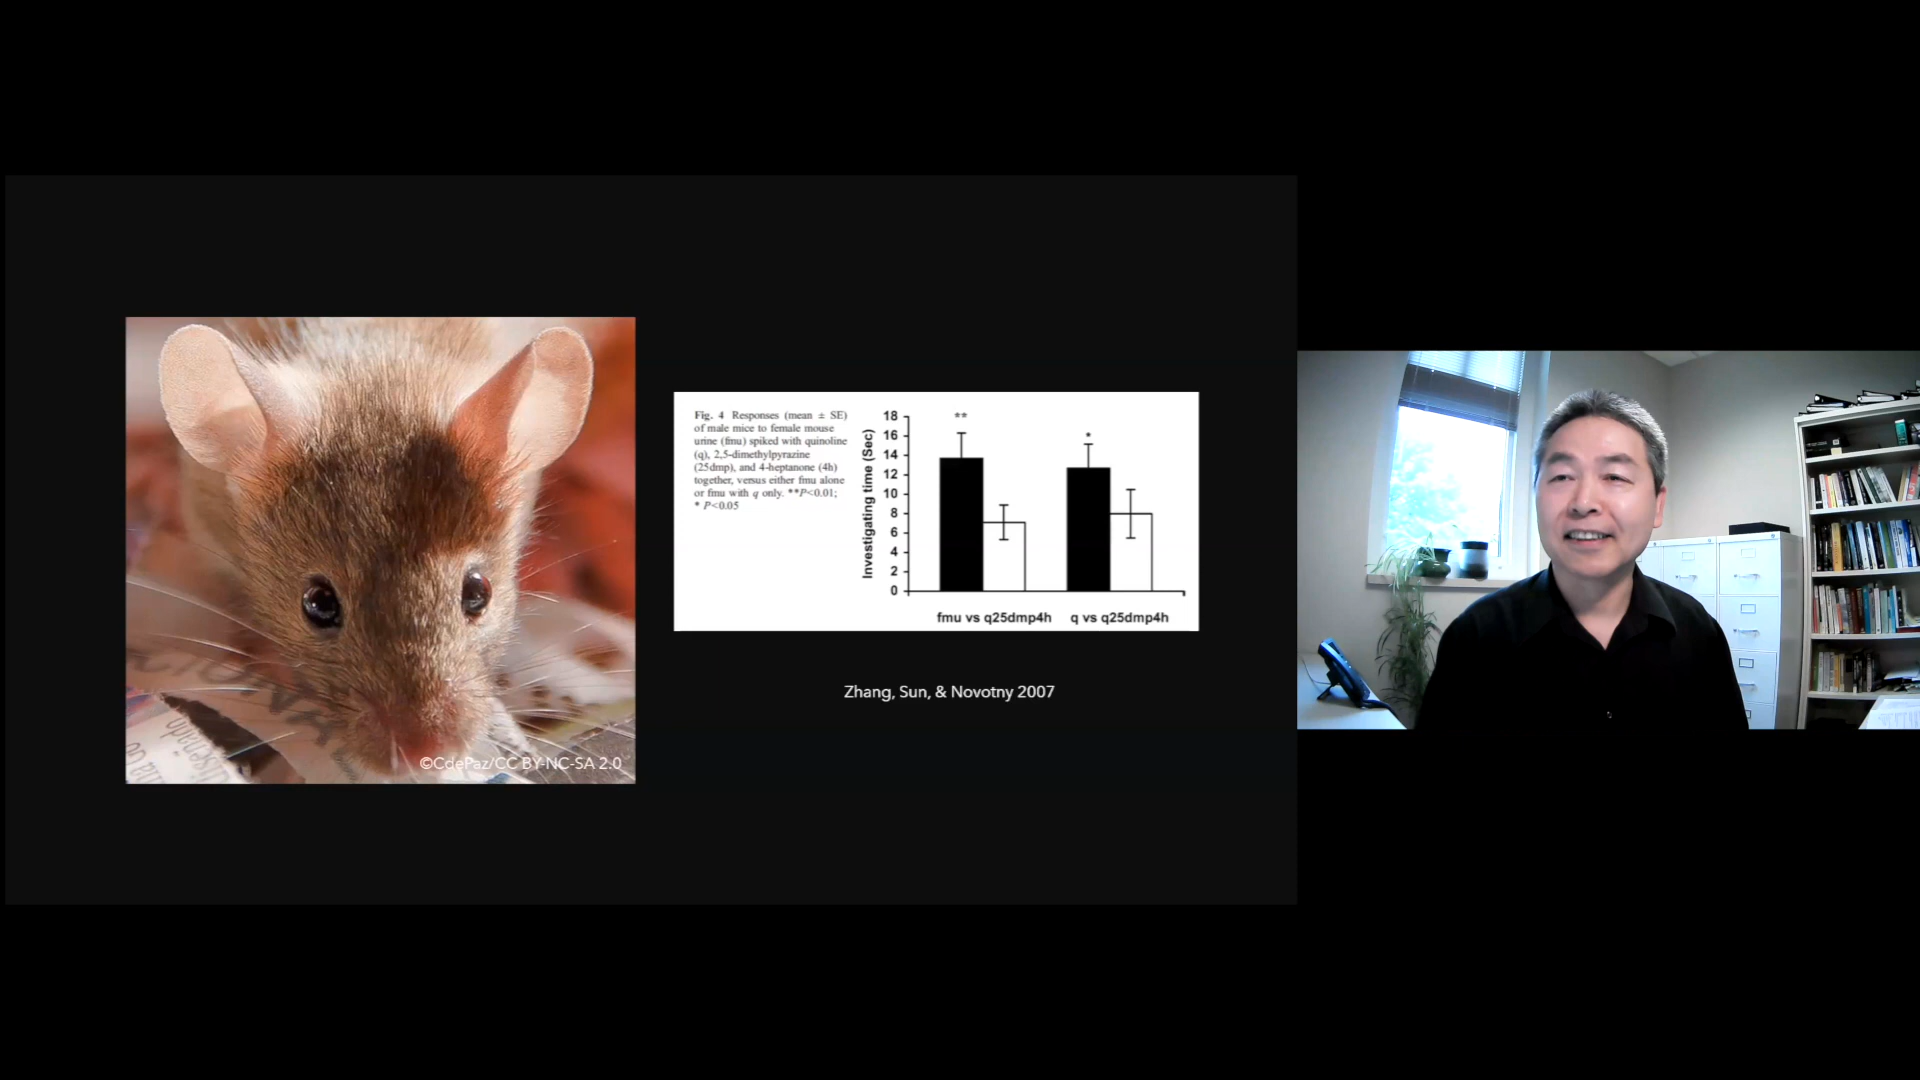 Fig. 4 Responses (mean ± SE)
of male mice to female mouse
urine (fmu) spiked with quinoline
(q), 2,5-dimethylpyrazine
(25dmp), and 4-heptanone (4h)
together, versus either fmu alone
or fmu with q only. **P<0.01;
* P<0.05
Investigating time (Sec)
18
16
14
12
10
8
6
4
2
0
**
*
fmu vs q25dmp4h
q vs q25dmp4h
Zhang, Sun, & Novotny 2007
©CdePaz/CC BY-NC-SA 2.0